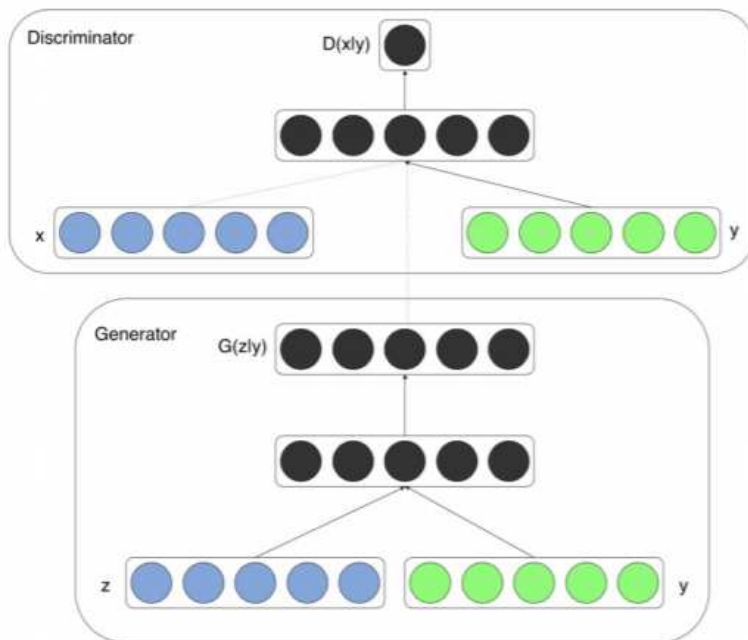 Discriminator
D(x|y)
x
y
Generator
G(z|y)
z
y